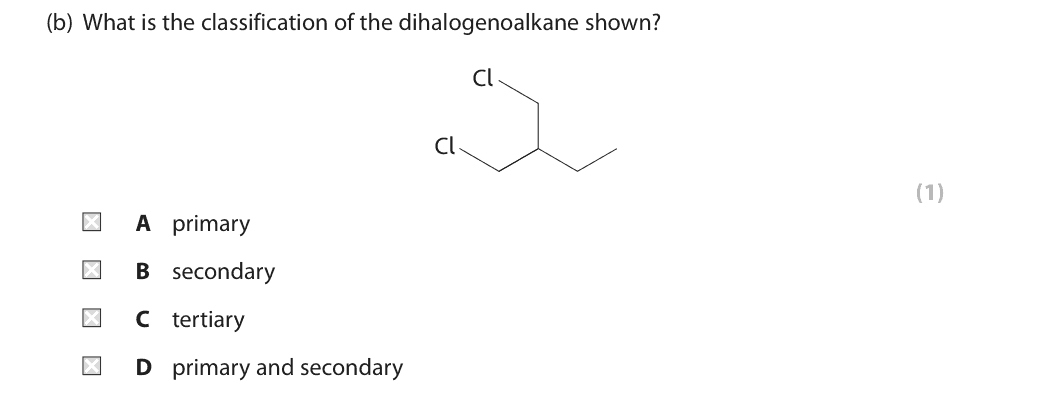 (b) What is the classification of the dihalogenoalkane shown?
Cl
Cl
(1)
A primary
B secondary
C tertiary
D primary and secondary